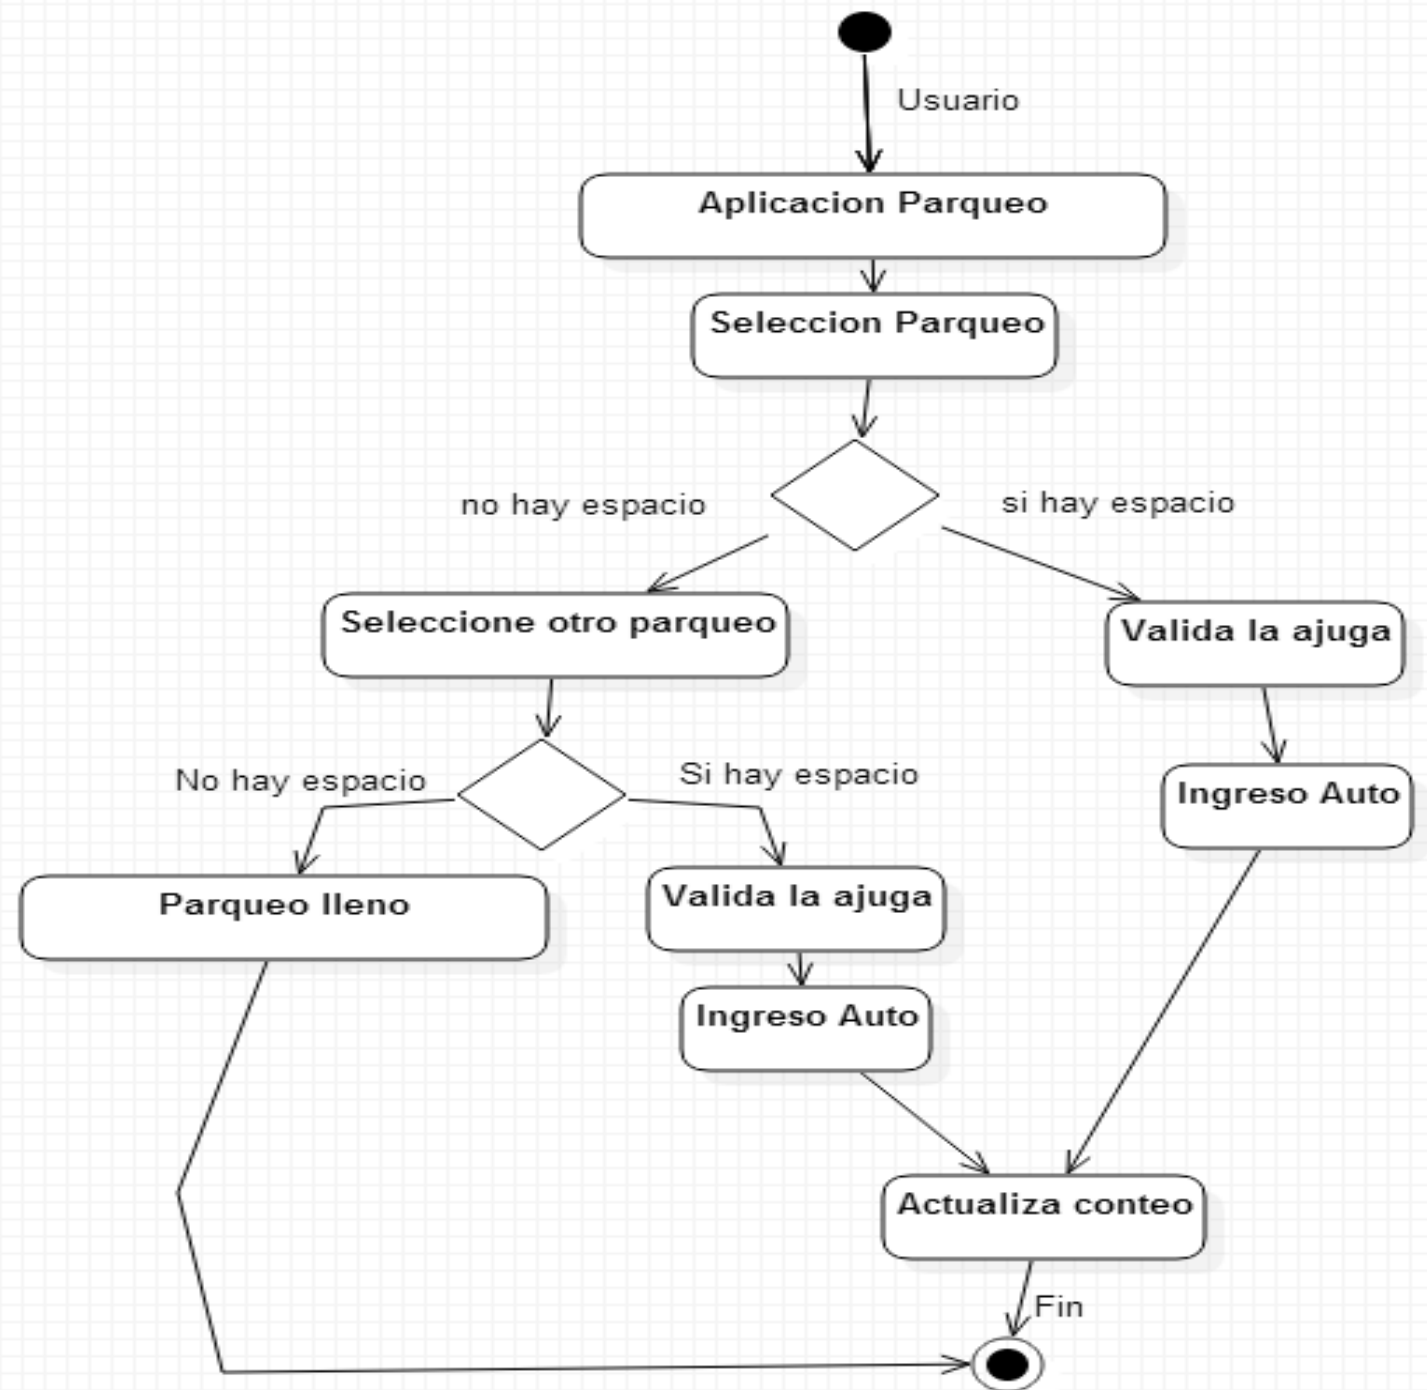 Usuario
Aplicacion Parqueo
Seleccion Parqueo
no hay espacio
si hay espacio
Seleccione otro parqueo
Valida la ajuga
No hay espacio
Si hay espacio
Ingreso Auto
Parqueo lleno
Valida la ajuga
Ingreso Auto
Actualiza conteo
Fin